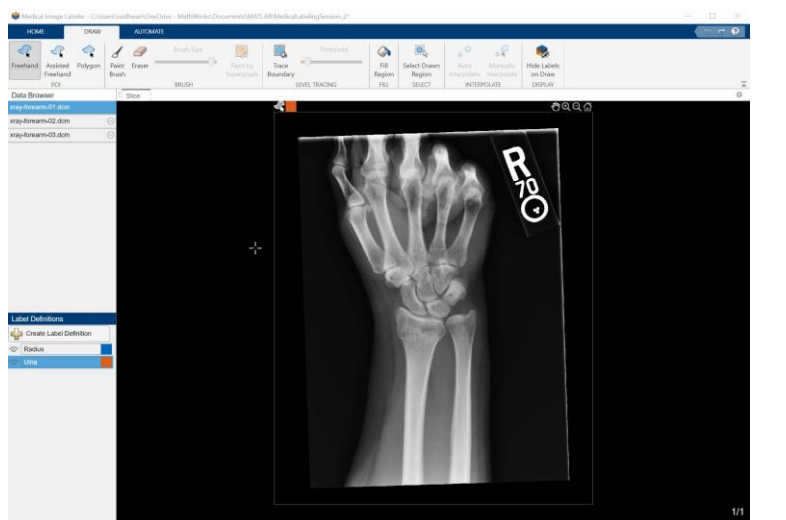 Medical Image Labeler - C:\Users\
OneDrive - MathWorks\Documents\MATLAB\MedicalLabelingSession_2*
HOME DRAW AUTOMATE
Freehand Assisted Freehand Polygon Paint Brush Eraser Brush Size Paint by Superpixels Trace Boundary Threshold Fill Region Select Drawn Region Auto Interpolate Manually Interpolate Hide Labels on Draw
ROI BRUSH LEVEL TRACING FILL SELECT INTERPOLATE DISPLAY
Data Browser
Slice
xray-forearm-01.dcm
xray-forearm-02.dcm
xray-forearm-03.dcm
R
70
Label Definitions
Create Label Definition
Radius
Ulna
1/1